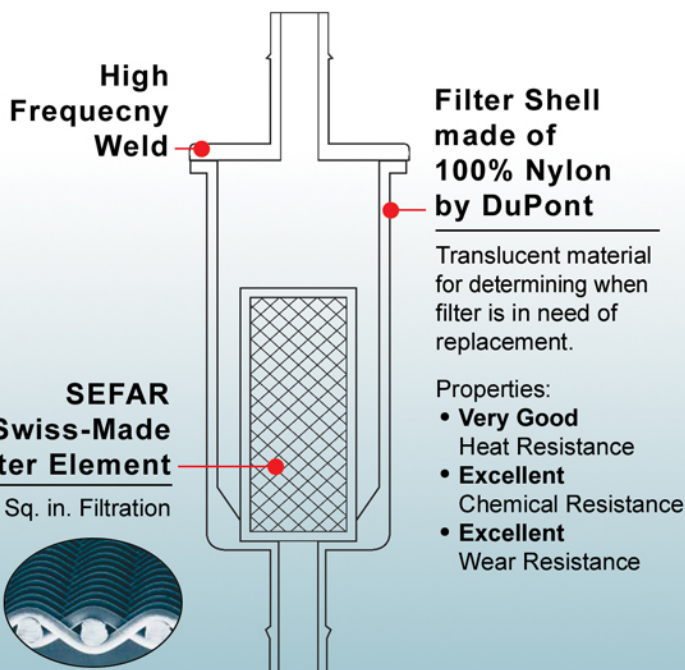 High
Frequecny
Weld
Filter Shell
made of
100% Nylon
by DuPont
Translucent material
for determining when
filter is in need of
replacement.
Properties:
• Very Good
Heat Resistance
• Excellent
Chemical Resistance
• Excellent
Wear Resistance
SEFAR
Swiss-Made
ter Element
Sq. in. Filtration